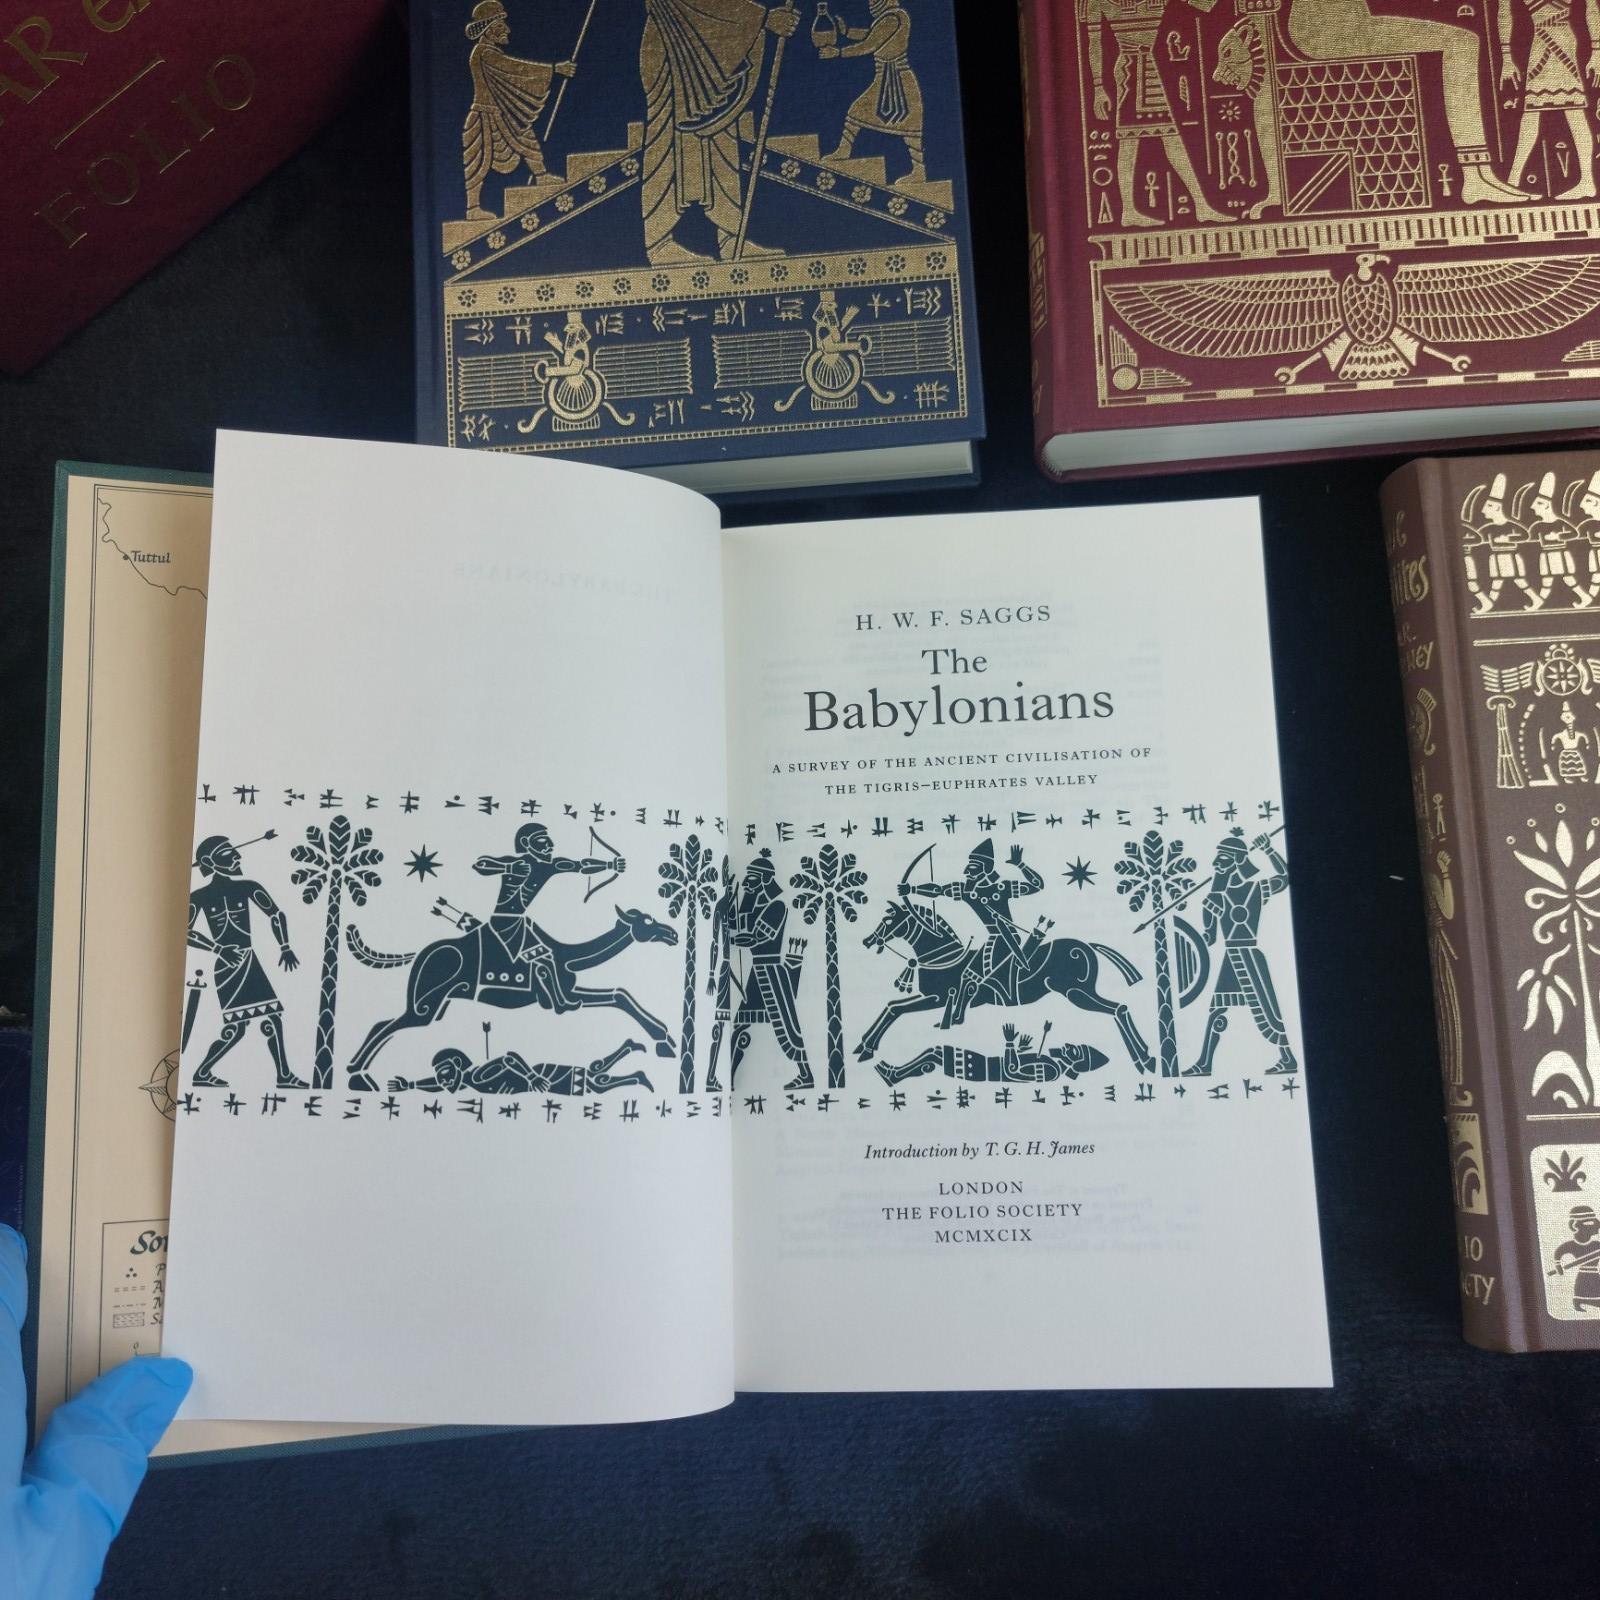 FOLIO
Tuttul
H. W. F. SAGGS
The
Babylonians
A SURVEY OF THE ANCIENT CIVILISATION OF
THE TIGRIS–EUPHRATES VALLEY
Introduction by T. G. H. James
LONDON
THE FOLIO SOCIETY
MCMXCIX